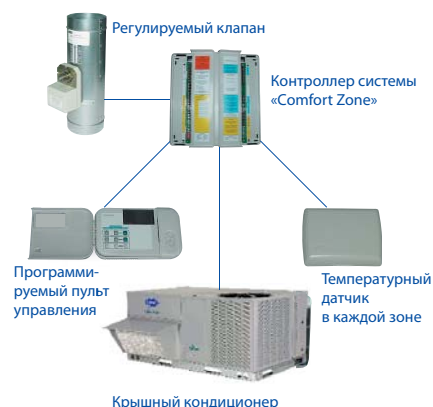 Регулируемый клапан
Контроллер системы
«Comfort Zone»
Программи-
руемый пульт
управления
Температурный
датчик
в каждой зоне
Крышный кондиционер